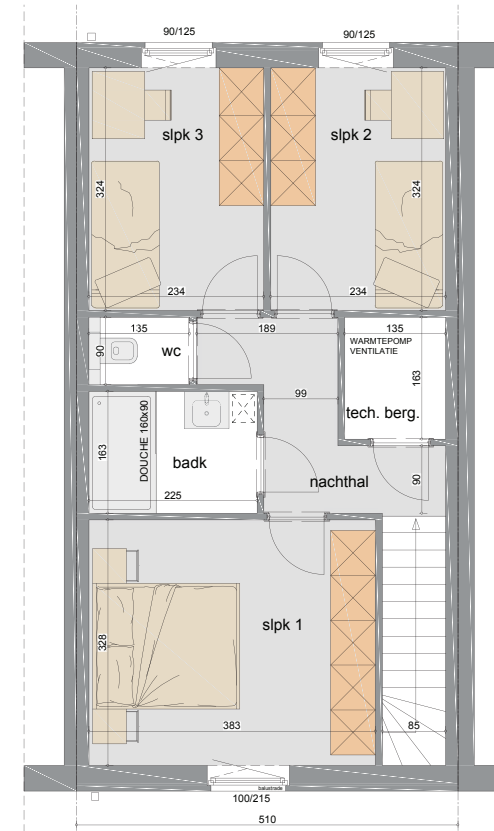 90/125
90/125
slpk 3
slpk 2
324
324
234
234
135
189
135
90
wc
WARMTEPOMP
VENTILATIE
163
99
tech. berg.
163
DOUCHE 160x90
badk
nachthal
90
225
slpk 1
328
383
85
balustrade
100/215
510